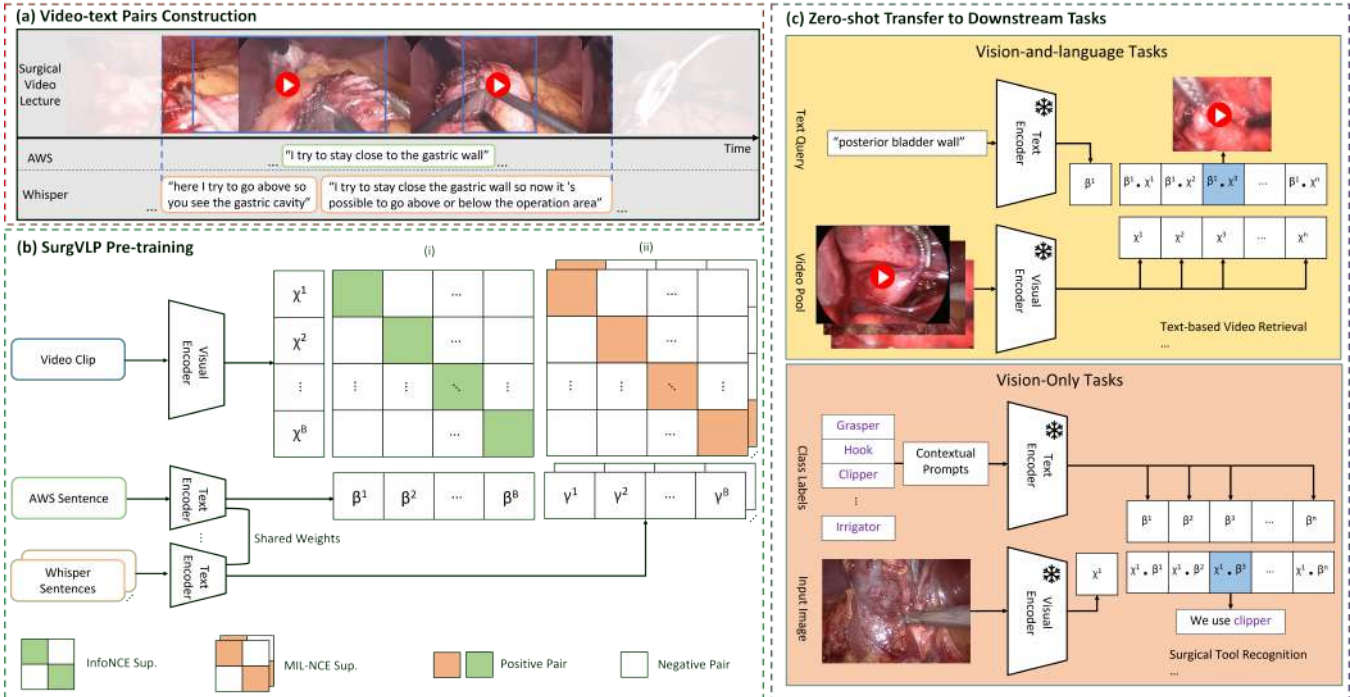 (a) Video-text Pairs Construction
Surgical
Video
Lecture
Time
AWS
... "I try to stay close to the gastric wall" ...
Whisper
... "here I try to go above so
you see the gastric cavity"
"I try to stay close the gastric wall so now it 's
possible to go above or below the operation area" ...
(b) SurgVLP Pre-training
(i)
(ii)
Video Clip
Visual
Encoder
χ¹
χ²
⋮
χᴮ
...
...
⋮ ⋮ ⋱ ⋮
...
...
...
⋮ ⋮ ⋱ ⋮
...
AWS Sentence
Text
Encoder
β¹ β² ... βᴮ
γ¹ γ² ... γᴮ
...
Shared Weights
Whisper
Sentences
Text
Encoder
InfoNCE Sup.
MIL-NCE Sup.
Positive Pair
Negative Pair
(c) Zero-shot Transfer to Downstream Tasks
Vision-and-language Tasks
Text Query
"posterior bladder wall"
Text
Encoder
β¹
β¹ • χ¹ β¹ • χ² β¹ • χ³ ... β¹ • χⁿ
χ¹ χ² χ³ ... χⁿ
Video Pool
Visual
Encoder
Text-based Video Retrieval
...
Vision-Only Tasks
Class Labels
Grasper
Hook
Clipper
⋮
Irrigator
Contextual
Prompts
Text
Encoder
β¹ β² β³ ... βⁿ
Input Image
Visual
Encoder
χ¹
χ¹ • β¹ χ¹ • β² χ¹ • β³ ... χ¹ • βⁿ
We use clipper
Surgical Tool Recognition
...